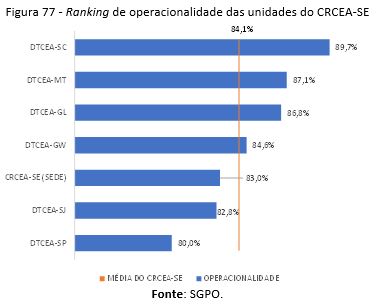 Figura 77 - Ranking de operacionalidade das unidades do CRCEA-SE
84,1%
DTCEA-SC 89,7%
DTCEA-MT 87,1%
DTCEA-GL 86,8%
DTCEA-GW 84,6%
CRCEA-SE (SEDE) 83,0%
DTCEA-SJ 82,8%
DTCEA-SP 80,0%
MÉDIA DO CRCEA-SE OPERACIONALIDADE
Fonte: SGPO.